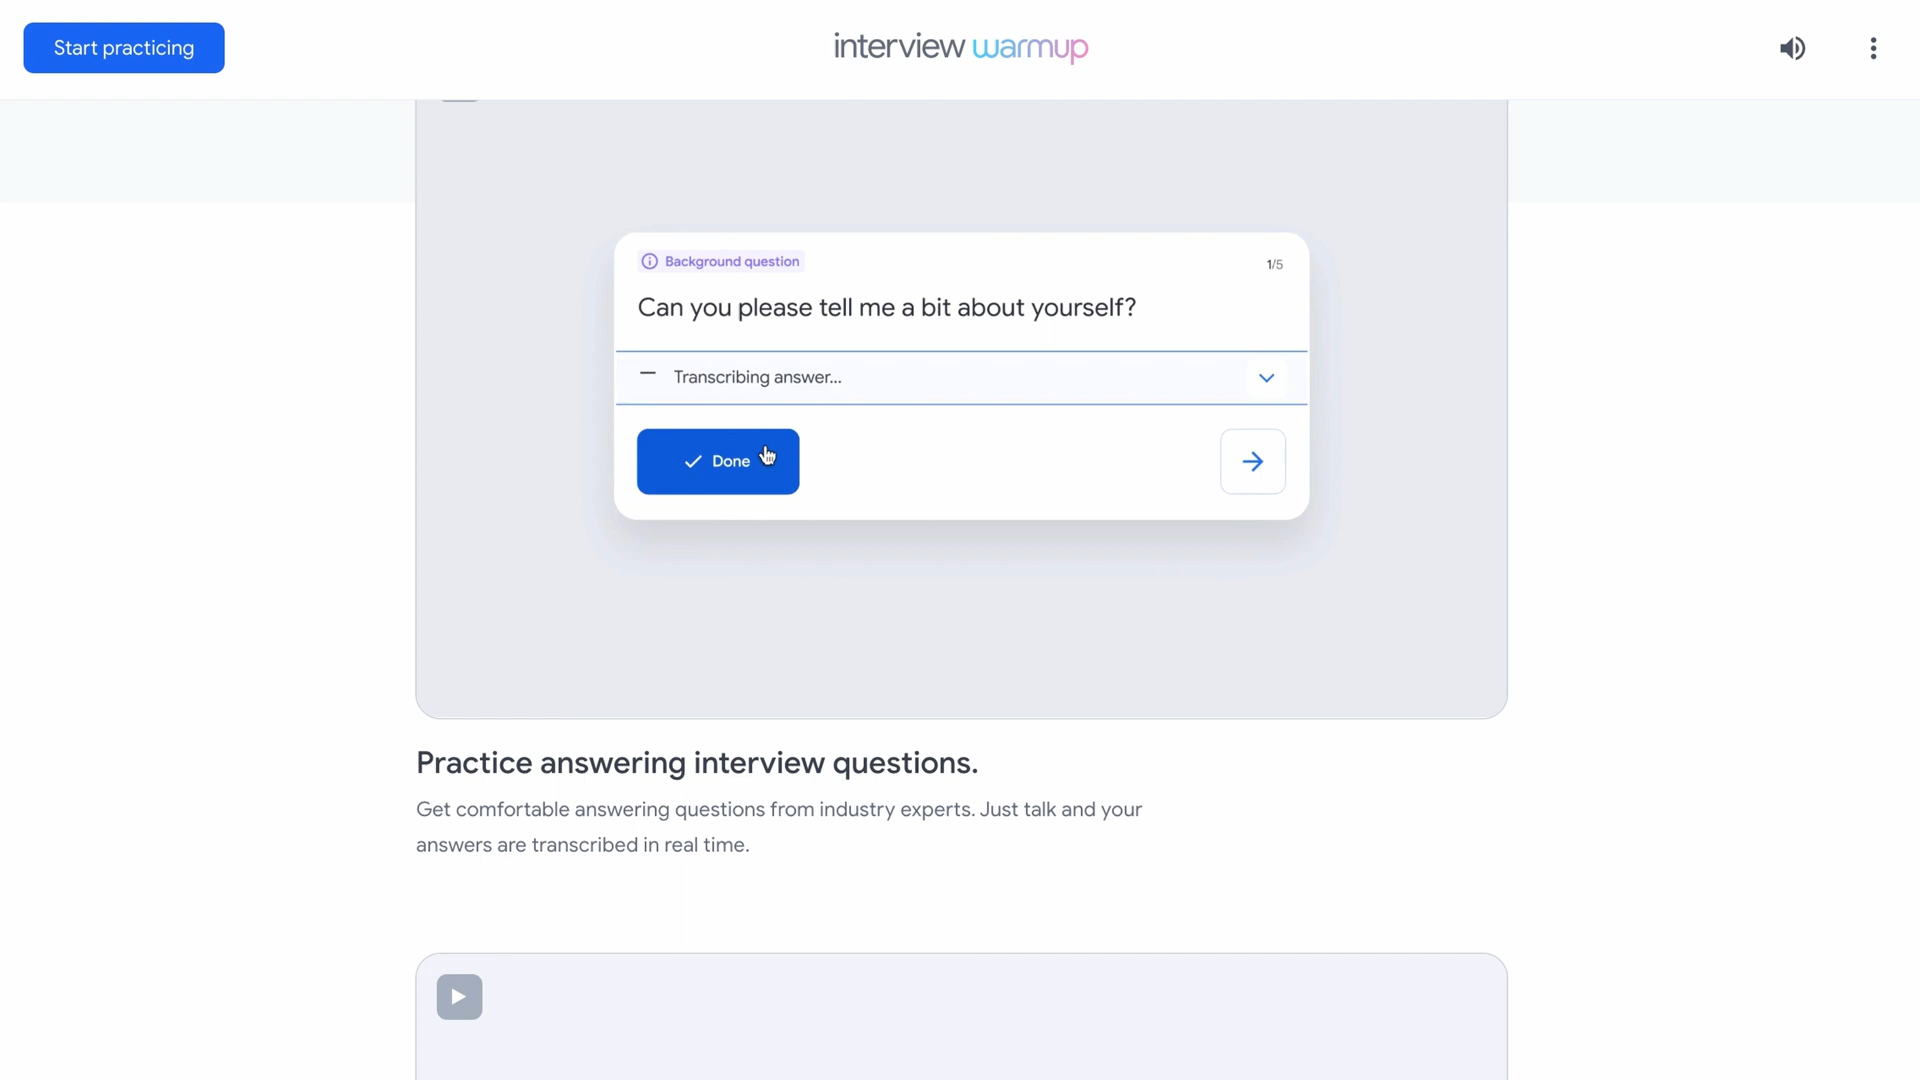 Start practicing
interview warmup
Background question
1/5
Can you please tell me a bit about yourself?
Transcribing answer...
Done
Practice answering interview questions.
Get comfortable answering questions from industry experts. Just talk and your
answers are transcribed in real time.